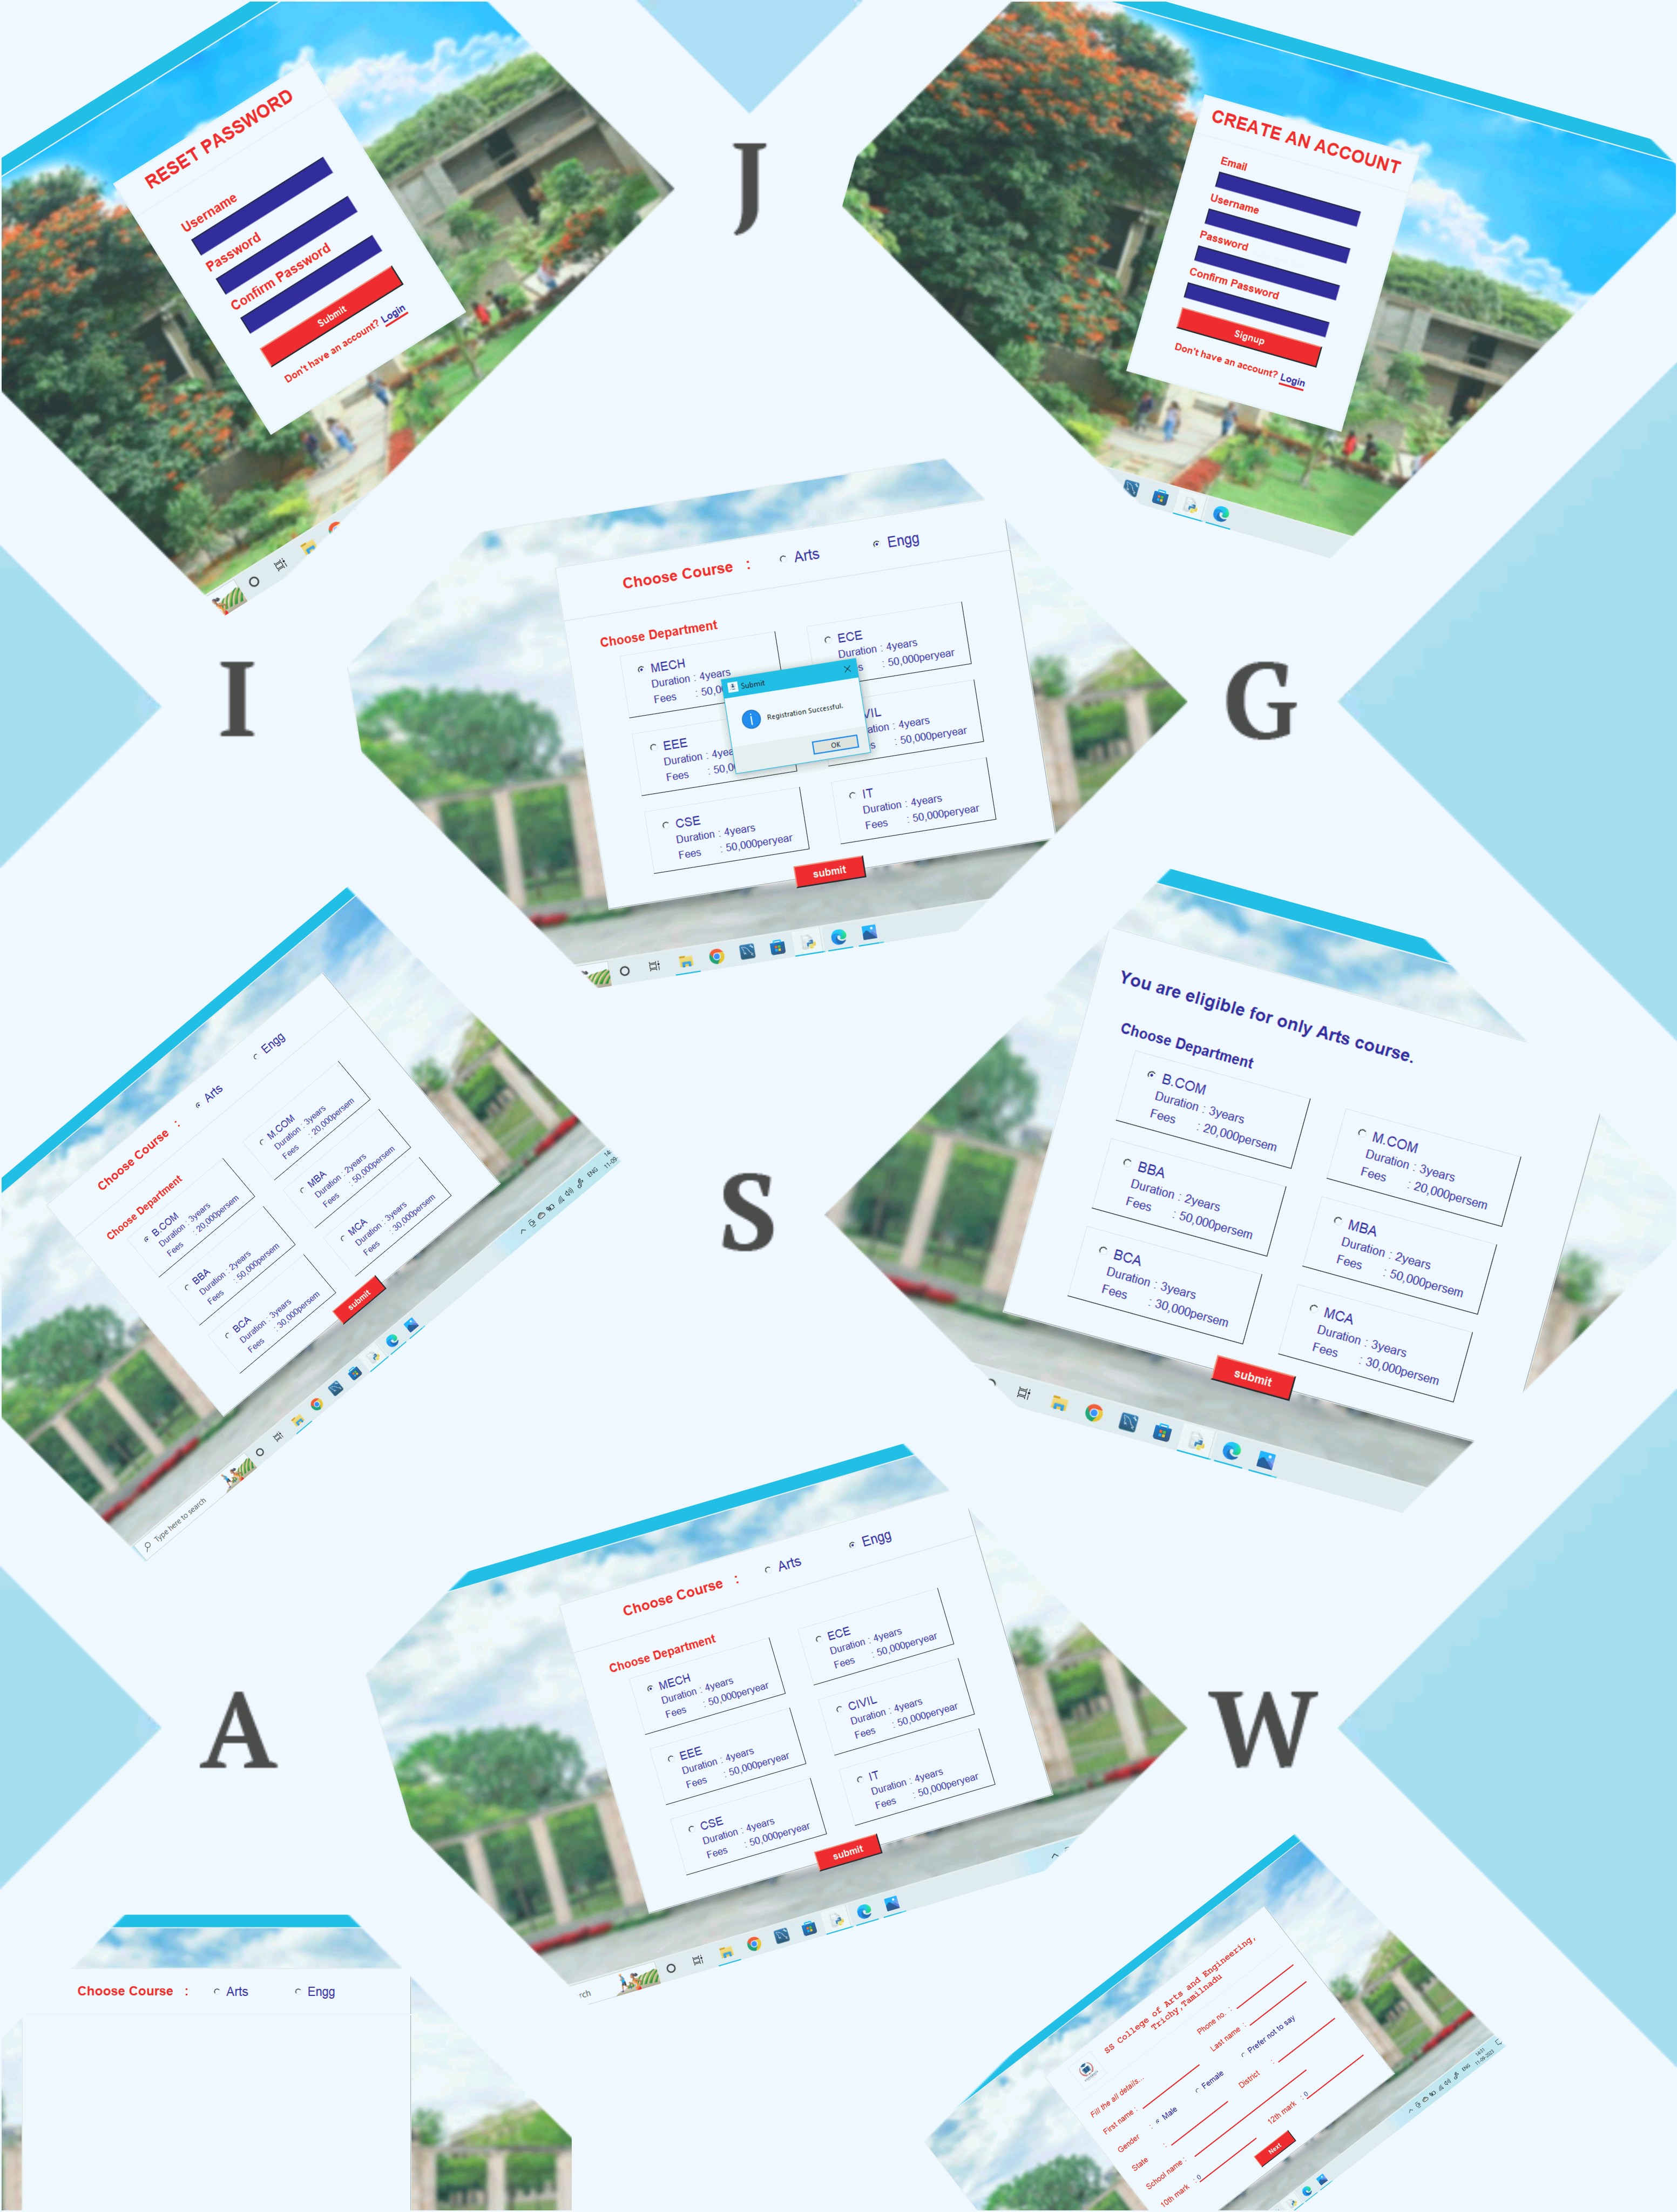 RESET PASSWORD
Username
Password
Confirm Password
Submit
Don't have an account? Login
J
CREATE AN ACCOUNT
Email
Username
Password
Confirm Password
Signup
Don't have an account? Login
I
Choose Course :
Arts
Engg
Choose Department
MECH
Duration : 4years
Fees : 50,0
ECE
Duration : 4years
: 50,000peryear
Submit
Registration Successful.
OK
EEE
Duration : 4yea
Fees : 50,0
VIL
ation : 4years
s : 50,000peryear
CSE
Duration : 4years
Fees : 50,000peryear
IT
Duration : 4years
Fees : 50,000peryear
submit
G
Choose Course :
Arts
Engg
Choose Department
B.COM
Duration : 3years
Fees : 20,000persem
M.COM
Duration : 3years
Fees : 20,000persem
BBA
Duration : 2years
Fees : 50,000persem
MBA
Duration : 2years
Fees : 50,000persem
BCA
Duration : 3years
Fees : 30,000persem
MCA
Duration : 3years
Fees : 30,000persem
submit
Type here to search
ENG
14:
11-09
S
You are eligible for only Arts course.
Choose Department
B.COM
Duration : 3years
Fees : 20,000persem
M.COM
Duration : 3years
Fees : 20,000persem
BBA
Duration : 2years
Fees : 50,000persem
MBA
Duration : 2years
Fees : 50,000persem
BCA
Duration : 3years
Fees : 30,000persem
MCA
Duration : 3years
Fees : 30,000persem
submit
A
Choose Course :
Arts
Engg
Choose Department
MECH
Duration : 4years
Fees : 50,000peryear
ECE
Duration : 4years
Fees : 50,000peryear
EEE
Duration : 4years
Fees : 50,000peryear
CIVIL
Duration : 4years
Fees : 50,000peryear
CSE
Duration : 4years
Fees : 50,000peryear
IT
Duration : 4years
Fees : 50,000peryear
submit
rch
W
Choose Course :
Arts
Engg
SS College of Arts and Engineering,
Trichy,Tamilnadu
Fill the all details...
Phone no. :
First name :
Last name :
Gender :
Male
Female
Prefer not to say
State :
District :
School name :
10th mark : 0
12th mark : 0
Next
ENG
14:31
11-09-2023